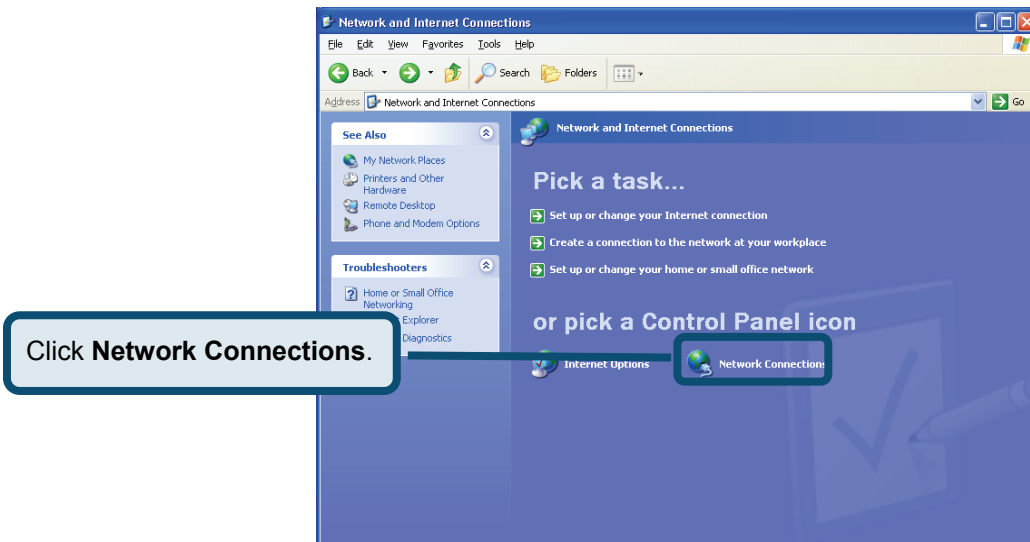 Network and Internet Connections
File Edit View Favorites Tools Help
Back Search Folders
Address Network and Internet Connections Go
See Also
My Network Places
Printers and Other
Hardware
Remote Desktop
Phone and Modem Options
Troubleshooters
Home or Small Office
Networking
Explorer
Diagnostics
Network and Internet Connections
Pick a task...
Set up or change your Internet connection
Create a connection to the network at your workplace
Set up or change your home or small office network
or pick a Control Panel icon
Internet Options Network Connections
Click Network Connections.